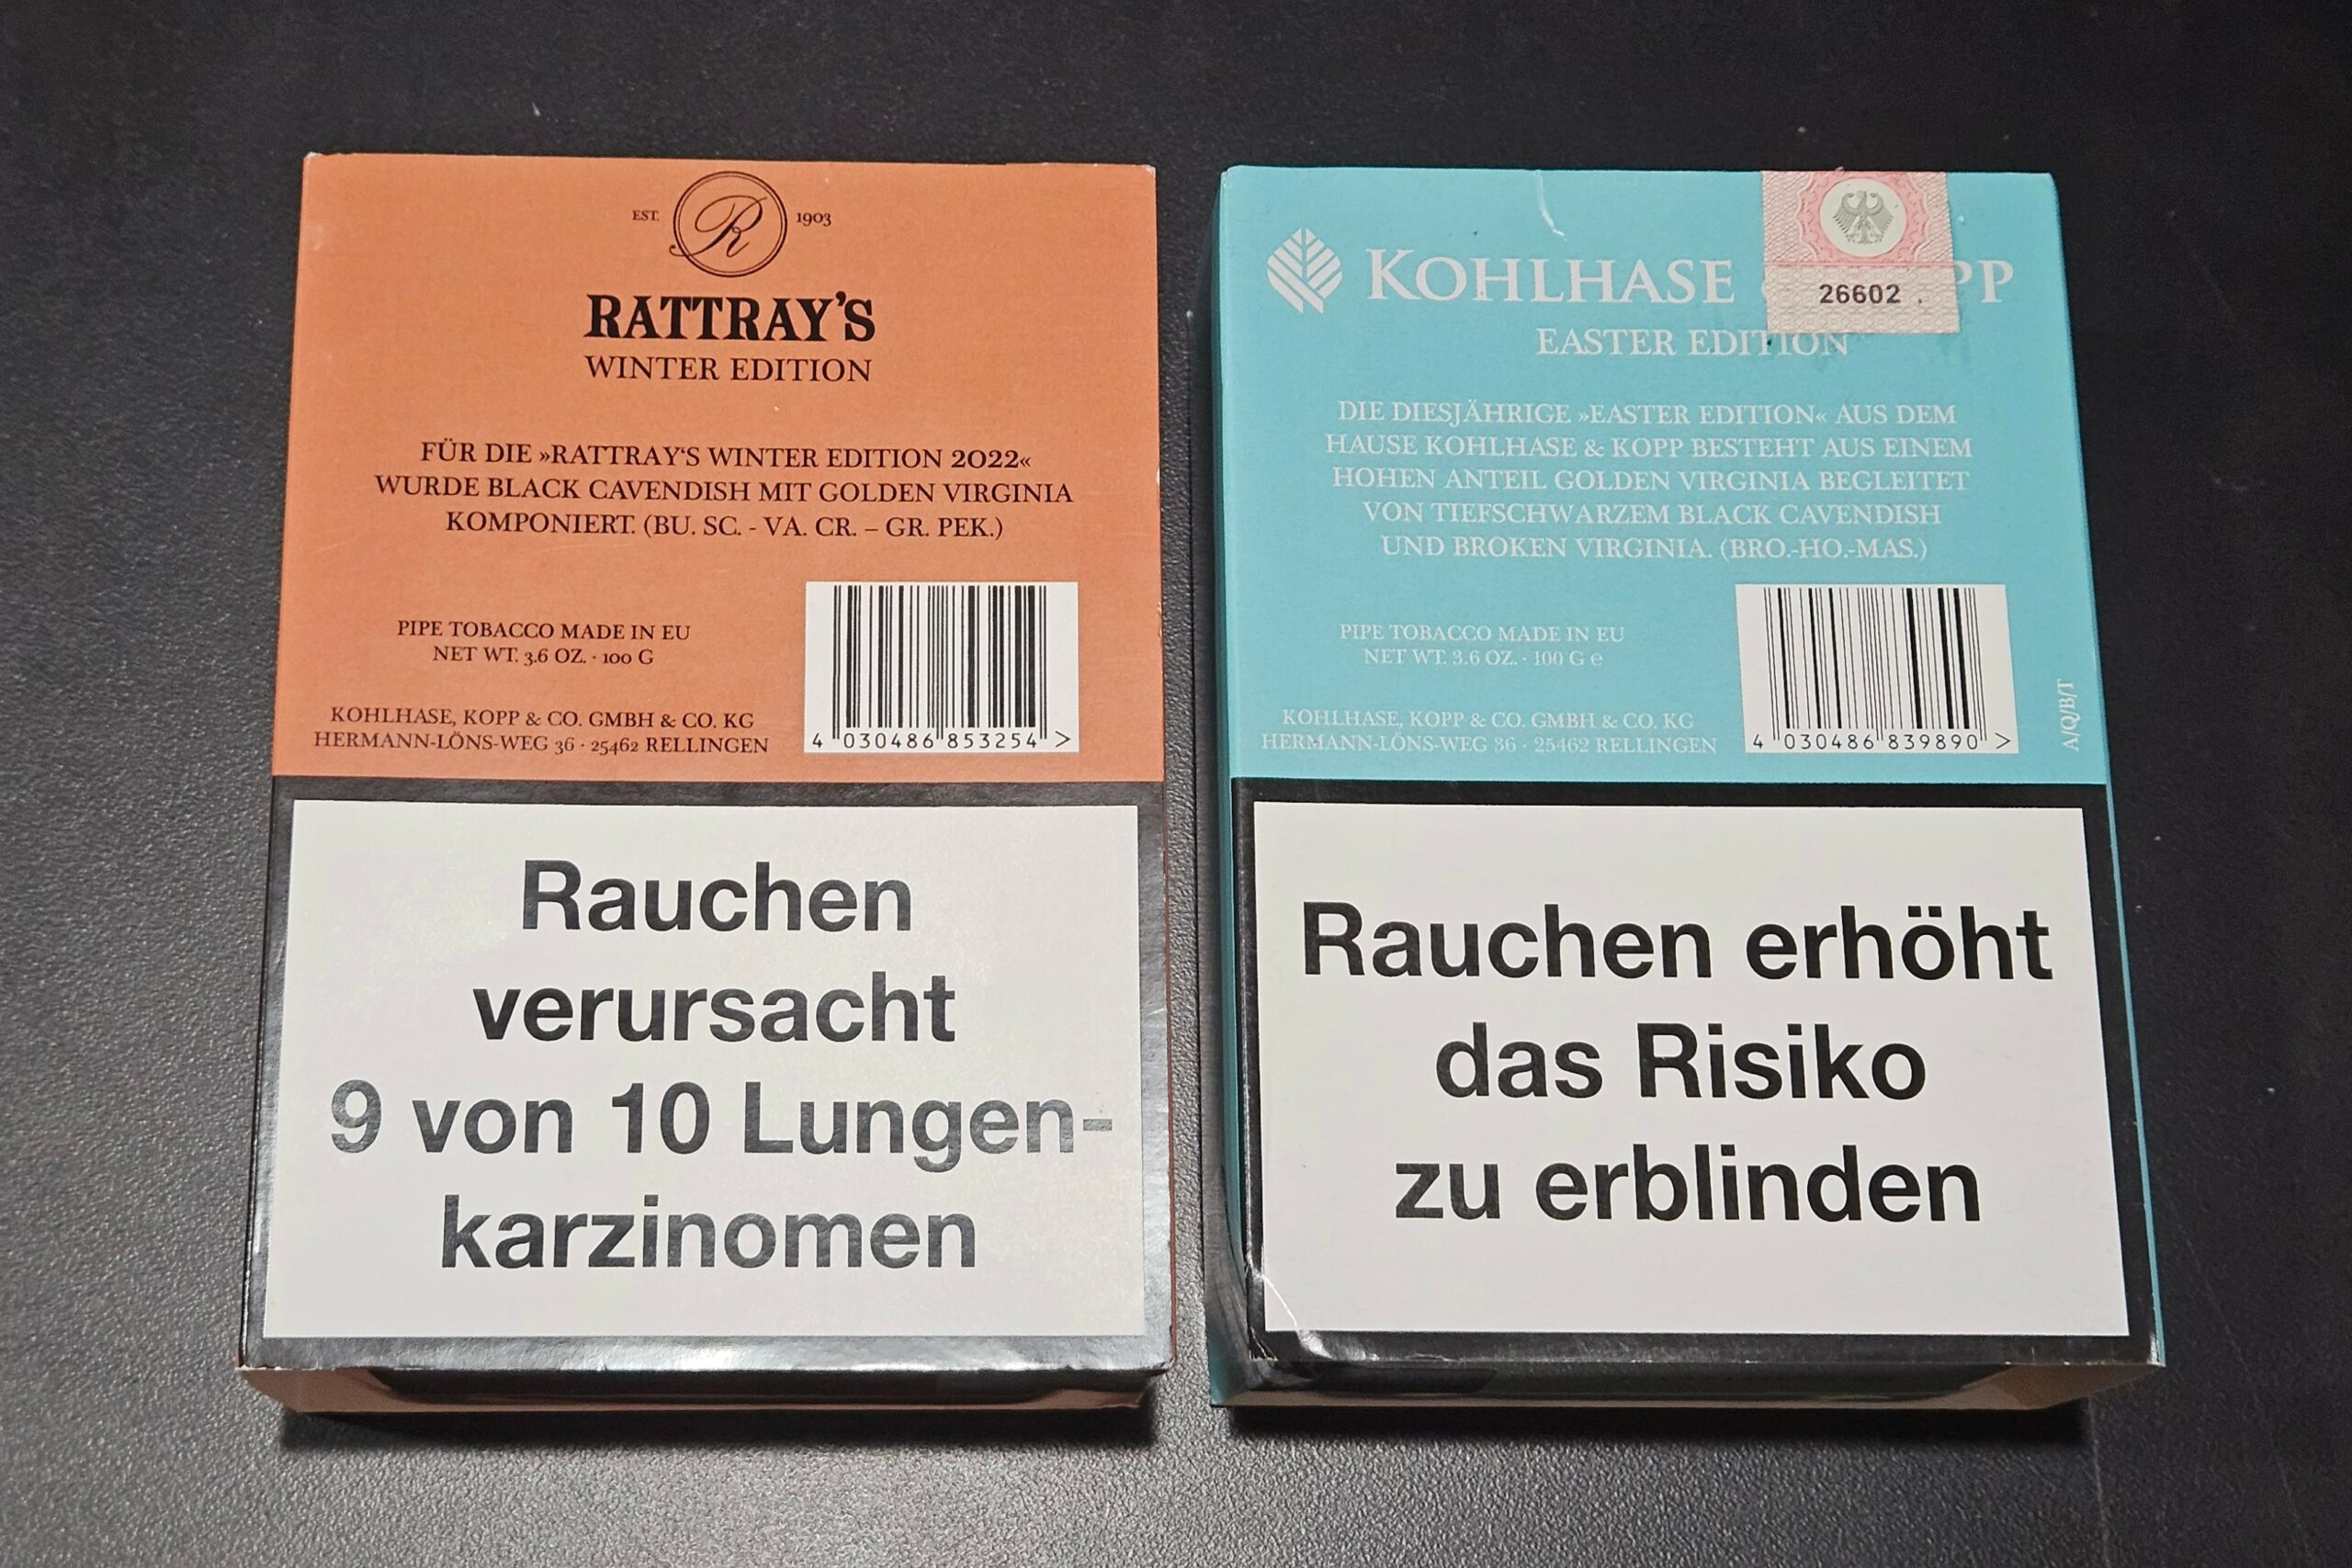 EST. R 1903
RATTRAY'S
WINTER EDITION
FÜR DIE »RATTRAY‘S WINTER EDITION 2022«
WURDE BLACK CAVENDISH MIT GOLDEN VIRGINIA
KOMPONIERT. (BU. SC. - VA. CR. – GR. PEK.)
PIPE TOBACCO MADE IN EU
NET WT. 3.6 OZ. · 100 G
KOHLHASE, KOPP & CO. GMBH & CO. KG
HERMANN-LÖNS-WEG 36 · 25462 RELLINGEN
4 030486 853254 >
Rauchen
verursacht
9 von 10 Lungen-
karzinomen
KOHLHASE PP
26602
EASTER EDITION
DIE DIESJÄHRIGE »EASTER EDITION« AUS DEM
HAUSE KOHLHASE & KOPP BESTEHT AUS EINEM
HOHEN ANTEIL GOLDEN VIRGINIA BEGLEITET
VON TIEFSCHWARZEM BLACK CAVENDISH
UND BROKEN VIRGINIA. (BRO.-HO.-MAS.)
PIPE TOBACCO MADE IN EU
NET WT. 3.6 OZ. · 100 G e
KOHLHASE, KOPP & CO. GMBH & CO. KG
HERMANN-LÖNS-WEG 36 · 25462 RELLINGEN
4 030486 839890 >
A/Q/B/T
Rauchen erhöht
das Risiko
zu erblinden